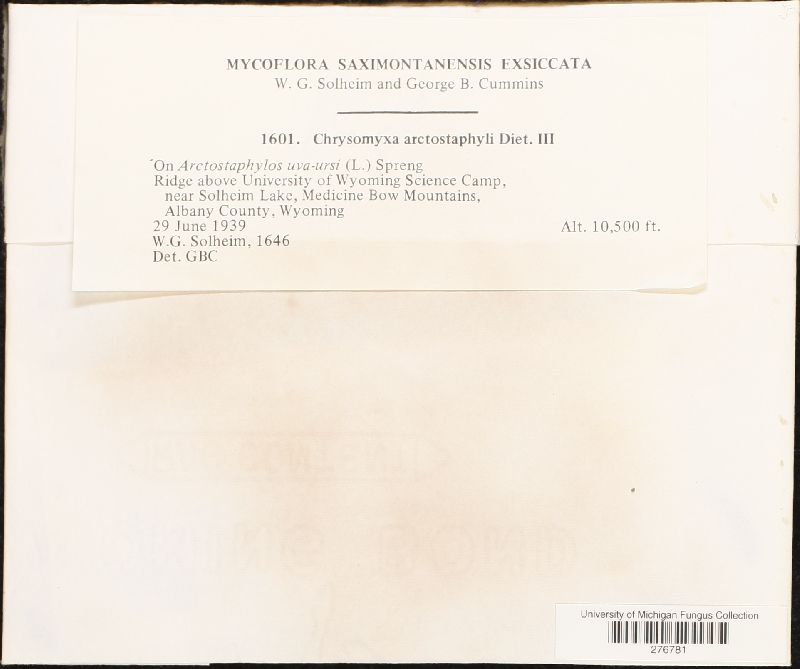 MYCOFLORA SAXIMONTANENSIS EXSICCATA
W. G. Solheim and George B. Cummins
1601. Chrysomyxa arctostaphyli Diet. III
On Arctostaphylos uva-ursi (L.) Spreng
Ridge above University of Wyoming Science Camp,
near Solheim Lake, Medicine Bow Mountains,
Albany County, Wyoming
29 June 1939 Alt. 10,500 ft.
W.G. Solheim, 1646
Det. GBC
University of Michigan Fungus Collection
276781